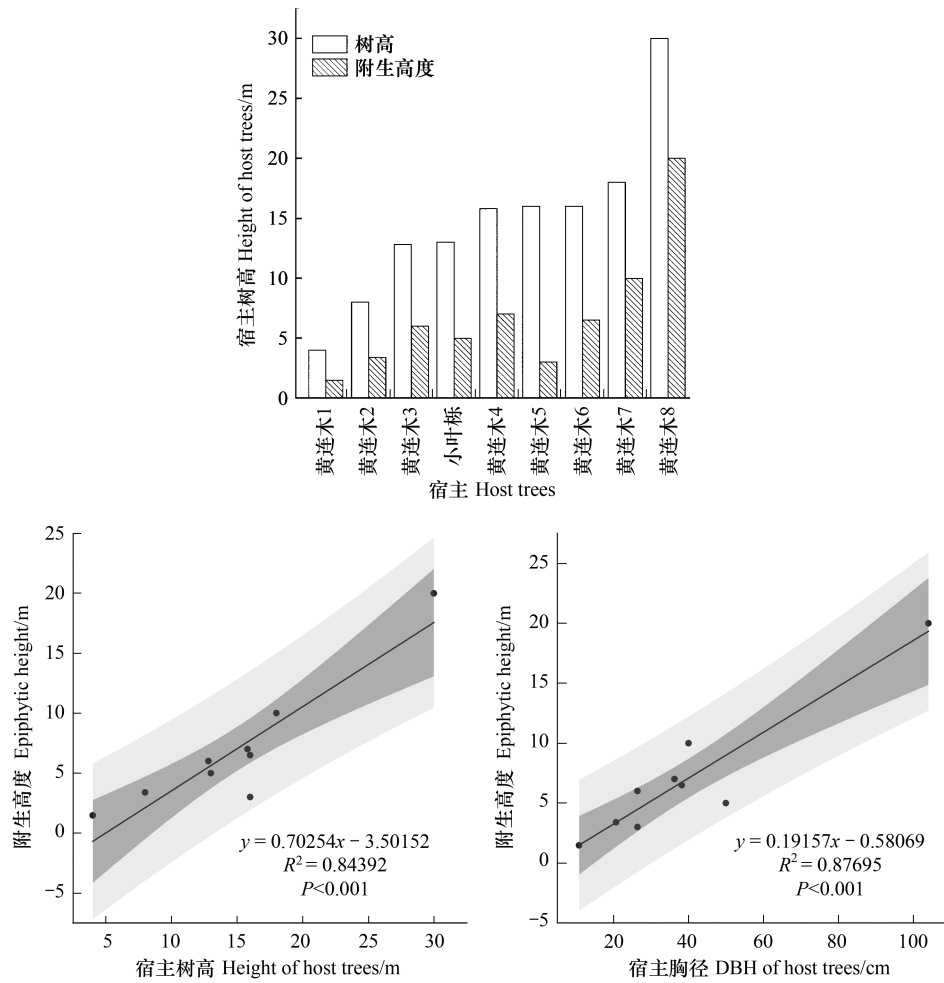 树高
附生高度
宿主树高 Height of host trees/m
30
25
20
15
10
5
0
黄连木1
黄连木2
黄连木3
小叶栎
黄连木4
黄连木5
黄连木6
黄连木7
黄连木8
宿主 Host trees
附生高度 Epiphytic height/m
25
20
15
10
5
0
−5
y = 0.70254x − 3.50152
R² = 0.84392
P<0.001
5
10
15
20
25
30
宿主树高 Height of host trees/m
附生高度 Epiphytic height/m
25
20
15
10
5
0
−5
y = 0.19157x − 0.58069
R² = 0.87695
P<0.001
20
40
60
80
100
宿主胸径 DBH of host trees/cm